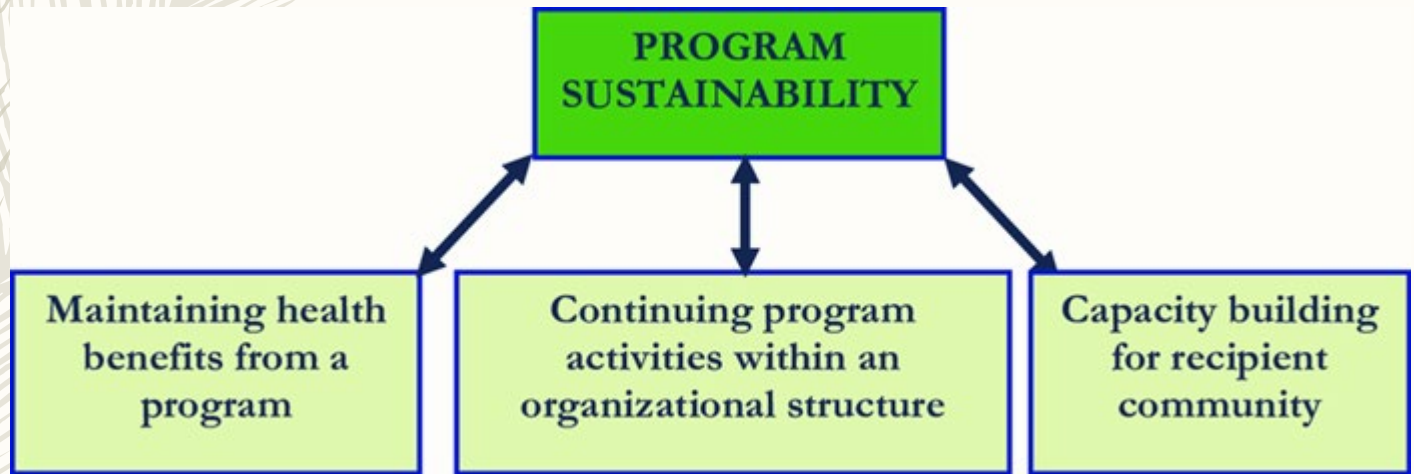 PROGRAM
SUSTAINABILITY
Maintaining health
benefits from a
program
Continuing program
activities within an
organizational structure
Capacity building
for recipient
community